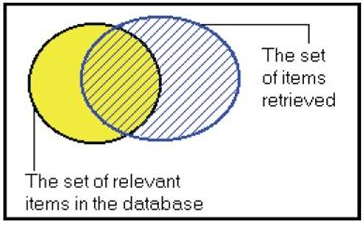 The set
of items
retrieved
The set of relevant
items in the database